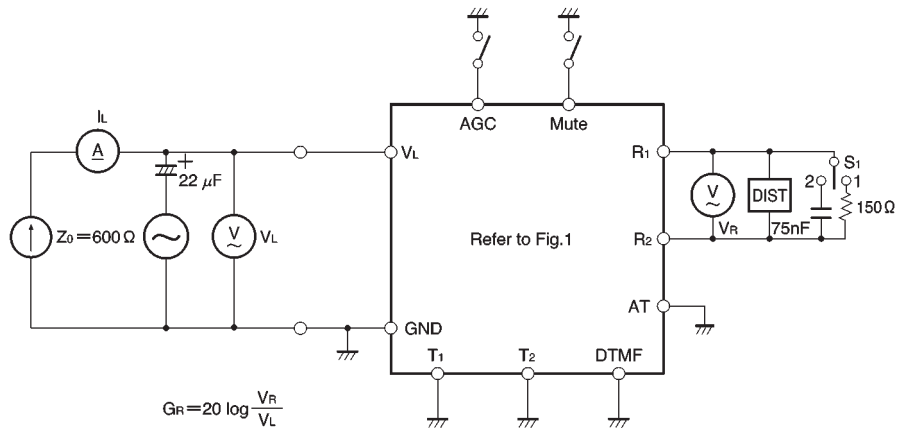 AGC
Mute
IL
A
VL
R1
S1
22 μF
+
V
DIST
2
1
150Ω
Z0=600Ω
V
VL
Refer to Fig.1
R2
VR
75nF
AT
GND
T1
T2
DTMF
GR=20 log VR/VL